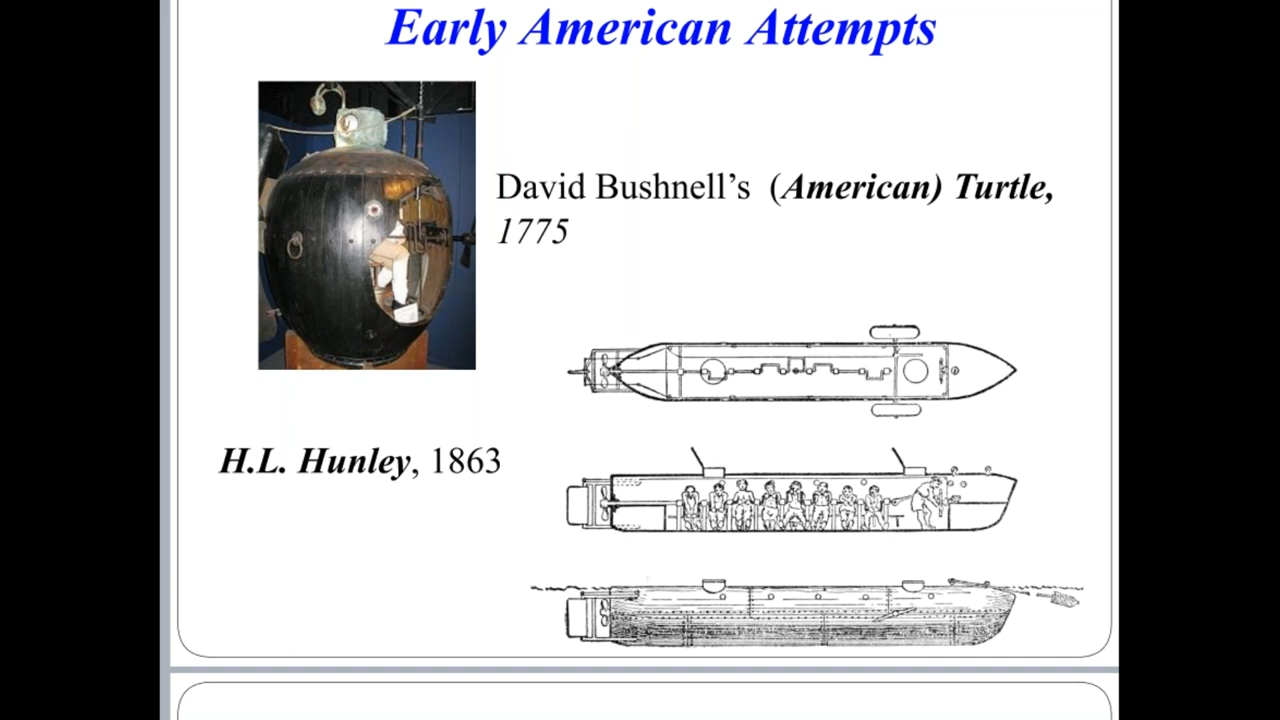 Early American Attempts
David Bushnell’s (American) Turtle,
1775
H.L. Hunley, 1863